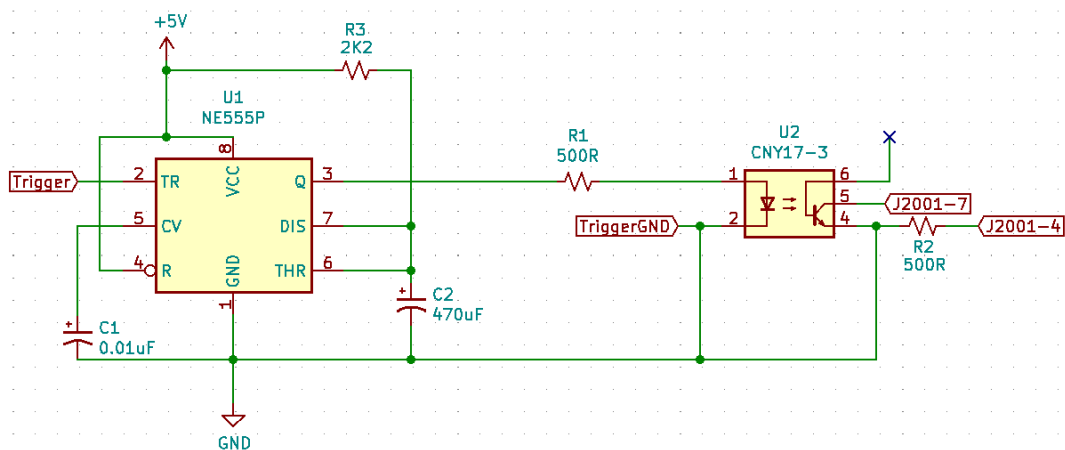 +5V
R3
2K2
U1
NE555P
R1
500R
U2
CNY17-3
8
VCC
Trigger
2
TR
Q
3
1
6
5
CV
DIS
7
TriggerGND
2
5
4
J2001-7
J2001-4
R2
500R
4
R
GND
THR
6
1
+
C2
470uF
+
C1
0.01uF
GND